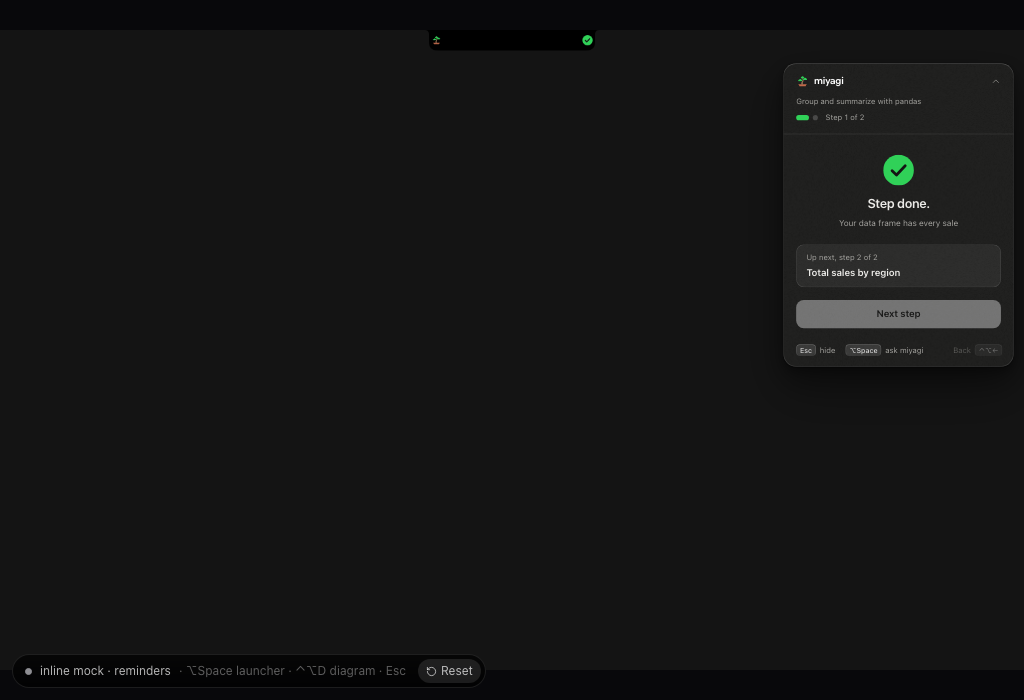 miyagi
Group and summarize with pandas
Step 1 of 2
Step done.
Your data frame has every sale
Up next, step 2 of 2
Total sales by region
Next step
Esc hide ⌥Space ask miyagi Back ^⌥←
inline mock · reminders · ⌥Space launcher · ^⌥D diagram · Esc Reset